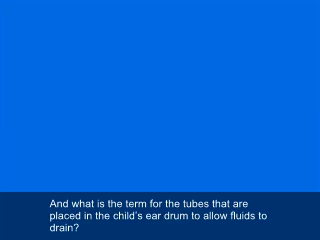 And what is the term for the tubes that are
placed in the child’s ear drum to allow fluids to
drain?